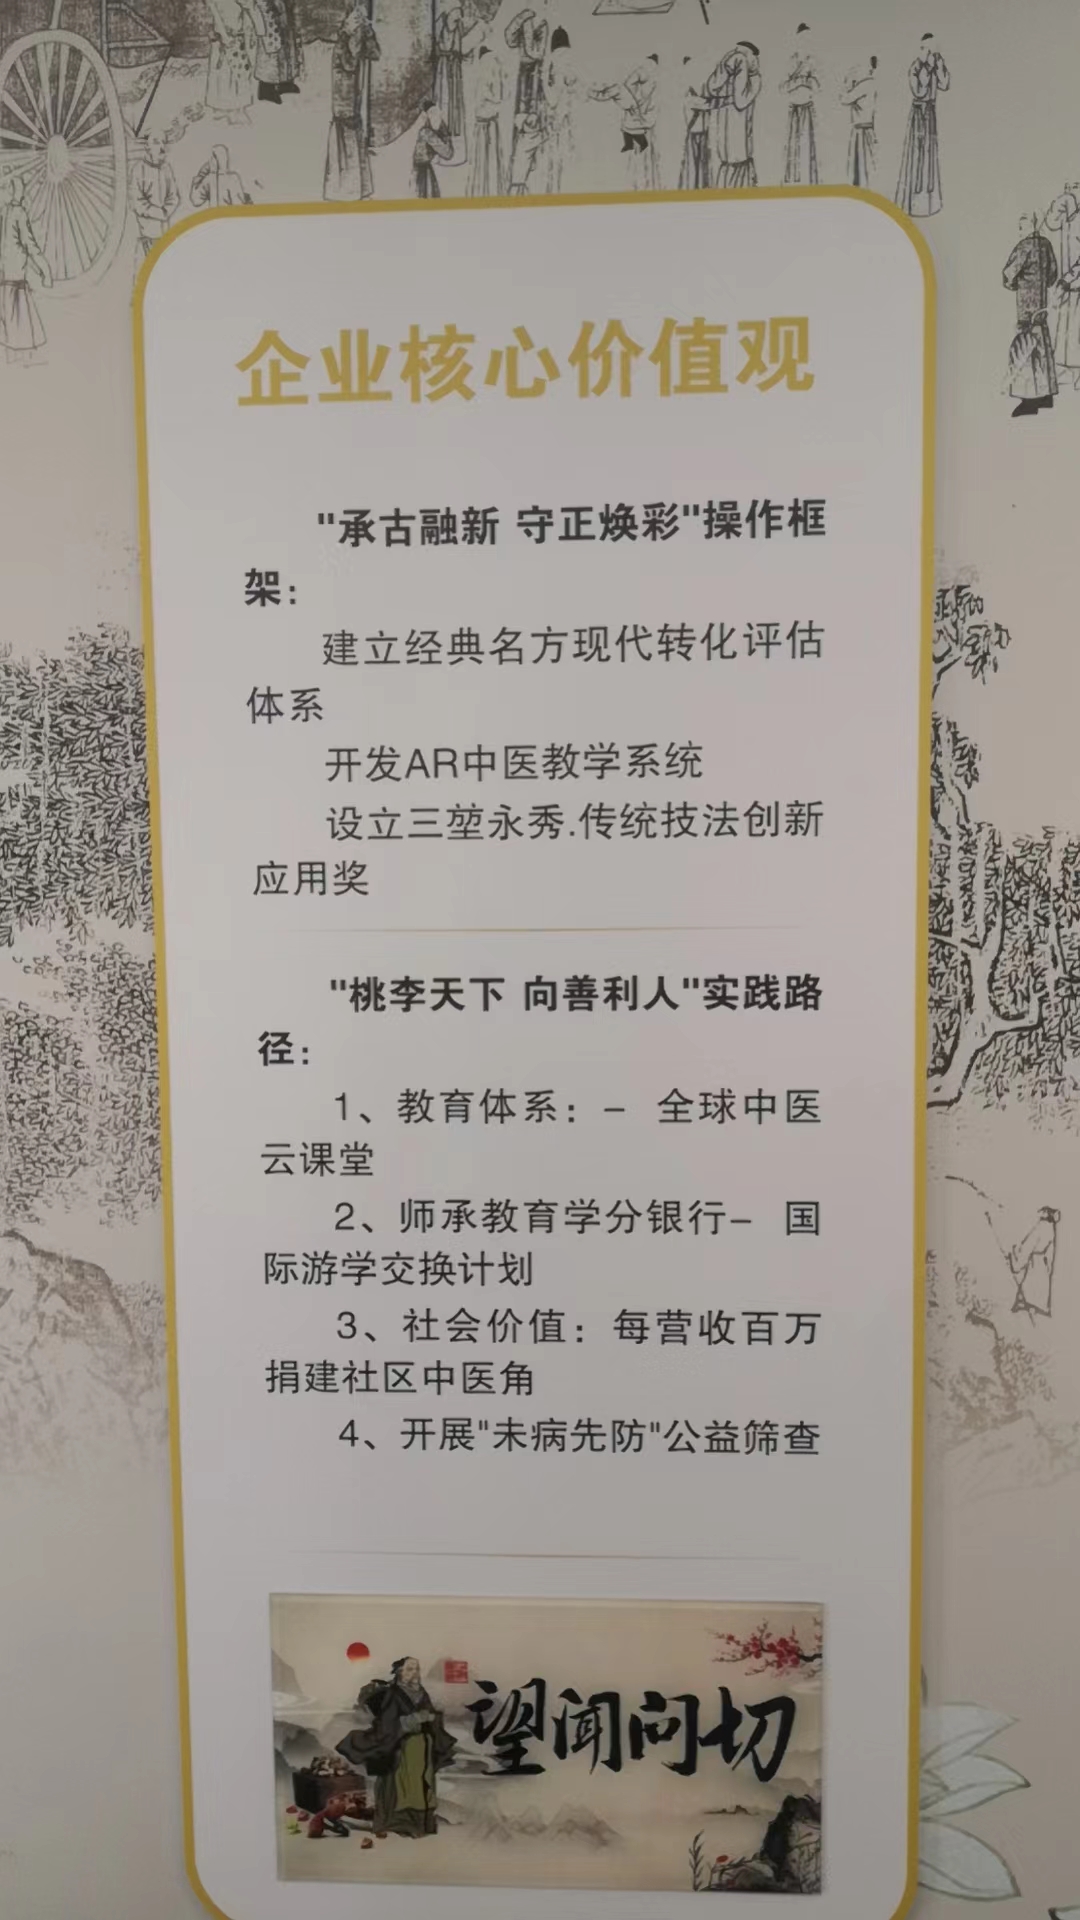 企业核心价值观
"承古融新 守正焕彩"操作框
架：
建立经典名方现代转化评估
体系
开发AR中医教学系统
设立三堃永秀.传统技法创新
应用奖
"桃李天下 向善利人"实践路
径：
1、教育体系：- 全球中医
云课堂
2、师承教育学分银行- 国
际游学交换计划
3、社会价值：每营收百万
捐建社区中医角
4、开展"未病先防"公益筛查
望闻问切